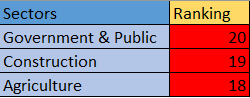 Sectors Ranking
Government & Public 20
Construction 19
Agriculture 18